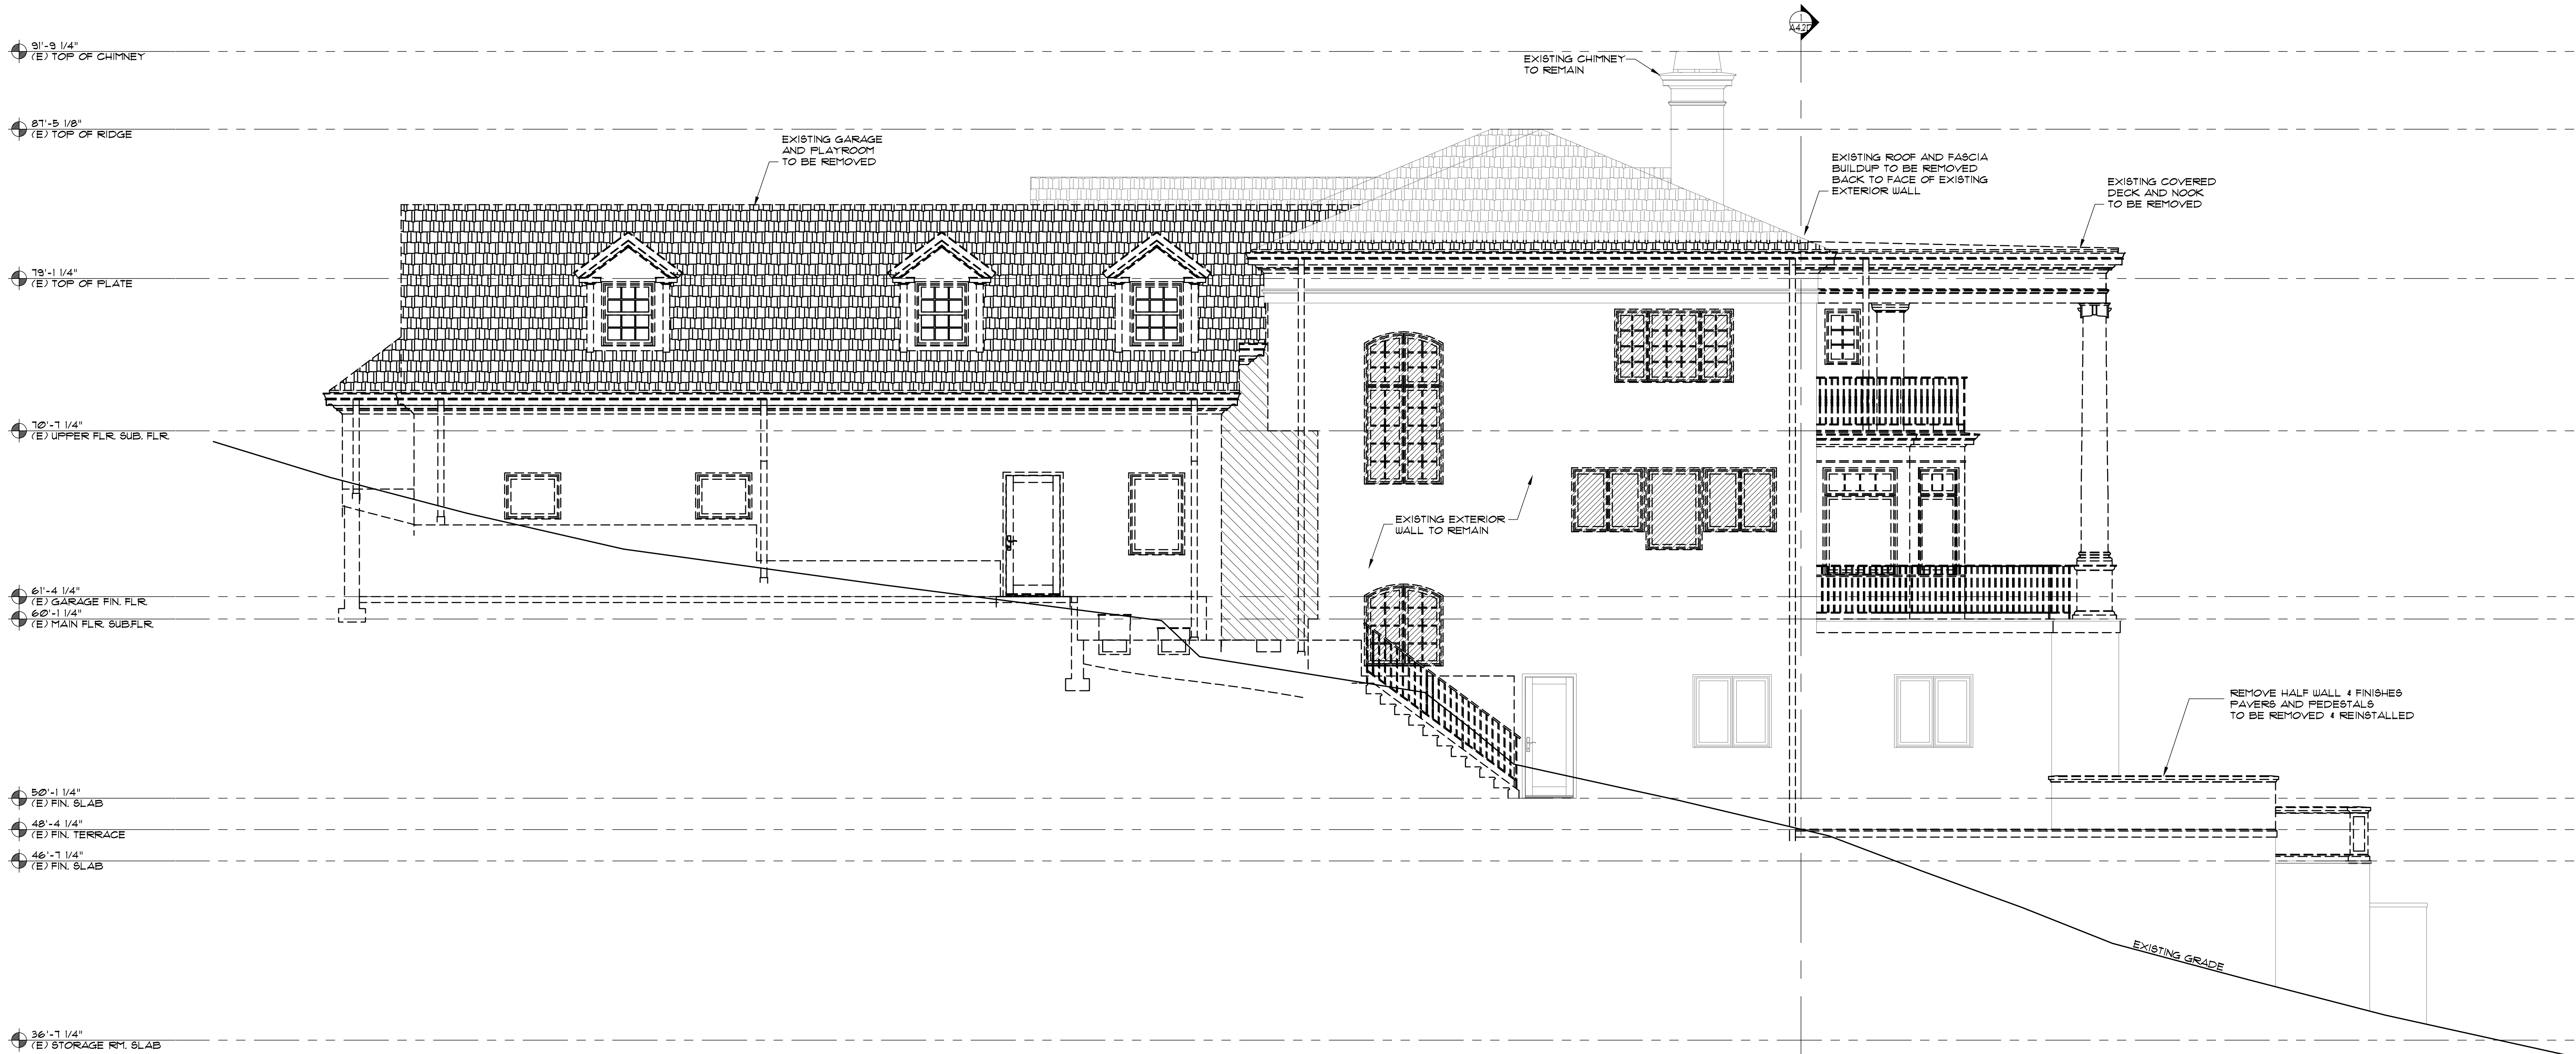 1
A4.2D
91'-9 1/4"
(E) TOP OF CHIMNEY
EXISTING CHIMNEY
TO REMAIN
87'-5 1/8"
(E) TOP OF RIDGE
EXISTING GARAGE
AND PLAYROOM
TO BE REMOVED
EXISTING ROOF AND FASCIA
BUILDUP TO BE REMOVED
BACK TO FACE OF EXISTING
EXTERIOR WALL
EXISTING COVERED
DECK AND NOOK
TO BE REMOVED
79'-1 1/4"
(E) TOP OF PLATE
70'-7 1/4"
(E) UPPER FLR. SUB. FLR.
EXISTING EXTERIOR
WALL TO REMAIN
61'-4 1/4"
(E) GARAGE FIN. FLR.
60'-1 1/4"
(E) MAIN FLR. SUB.FLR.
REMOVE HALF WALL & FINISHES
PAVERS AND PEDESTALS
TO BE REMOVED & REINSTALLED
50'-1 1/4"
(E) FIN. SLAB
48'-4 1/4"
(E) FIN. TERRACE
46'-7 1/4"
(E) FIN. SLAB
EXISTING GRADE
36'-7 1/4"
(E) STORAGE RM. SLAB